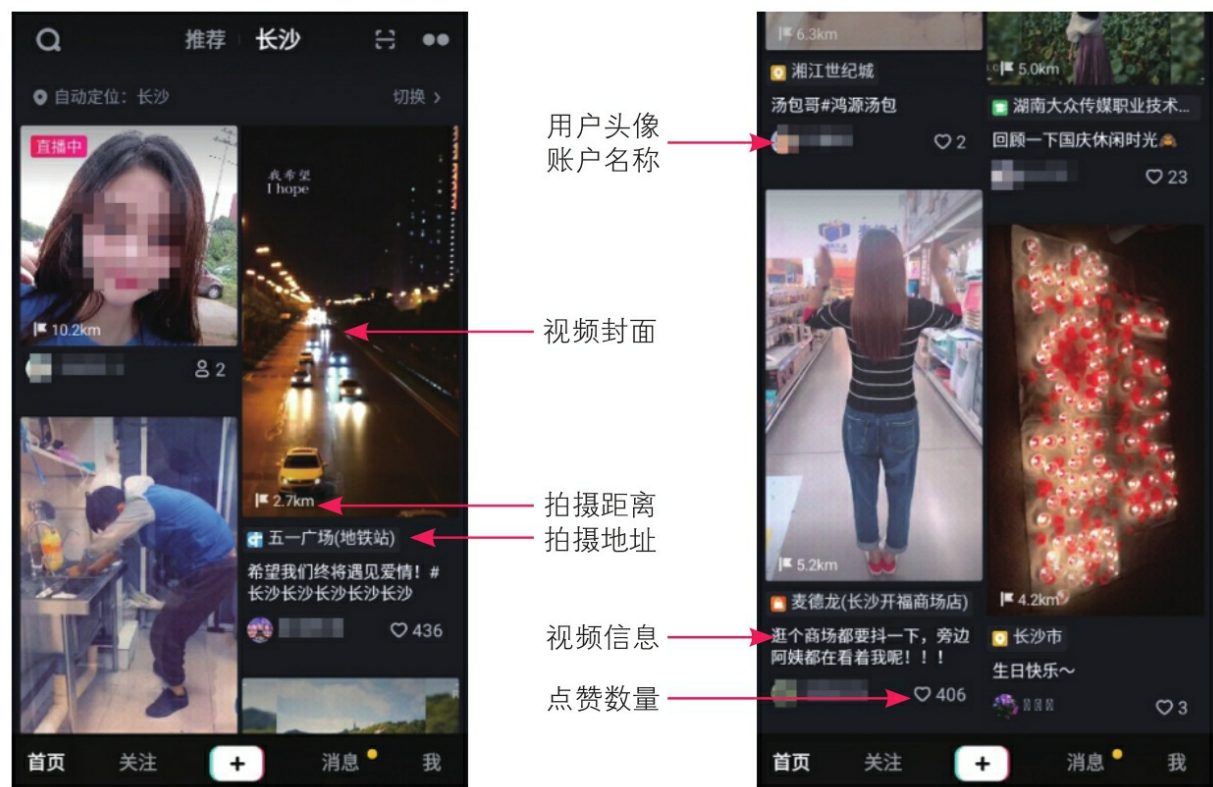 推荐
长沙
自动定位：长沙
切换
直播中
10.2km
2
我希望
I hope
2.7km
五一广场(地铁站)
希望我们终将遇见爱情！#
长沙长沙长沙长沙长沙
436
首页
关注
消息
我
用户头像
账户名称
视频封面
拍摄距离
拍摄地址
视频信息
点赞数量
6.3km
湘江世纪城
汤包哥#鸿源汤包
2
5.2km
麦德龙(长沙开福商场店)
逛个商场都要抖一下，旁边
阿姨都在看着我呢！！！
406
5.0km
湖南大众传媒职业技术...
回顾一下国庆休闲时光🙈
23
4.2km
长沙市
生日快乐～
3
首页
关注
消息
我